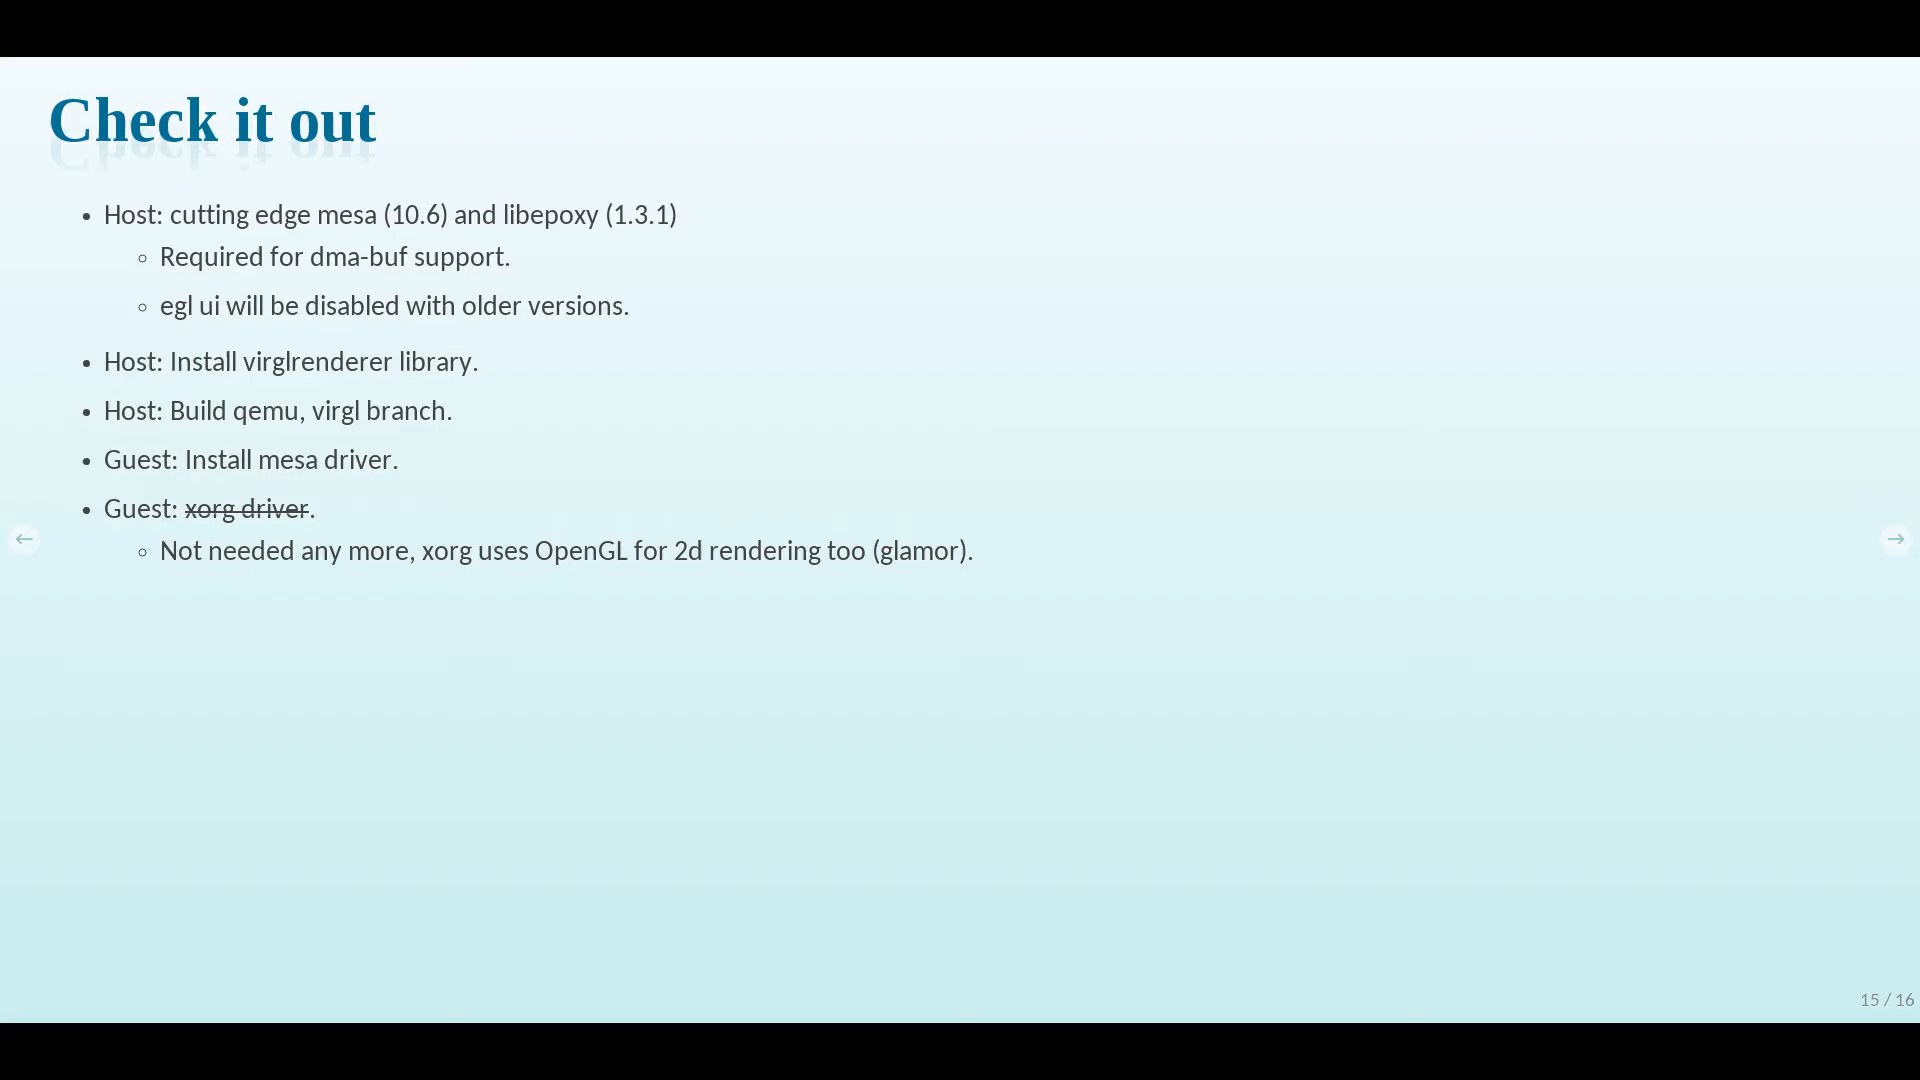 Check it out
• Host: cutting edge mesa (10.6) and libepoxy (1.3.1)
◦ Required for dma-buf support.
◦ egl ui will be disabled with older versions.
• Host: Install virglrenderer library.
• Host: Build qemu, virgl branch.
• Guest: Install mesa driver.
• Guest: xorg driver.
◦ Not needed any more, xorg uses OpenGL for 2d rendering too (glamor).
← →
15 / 16